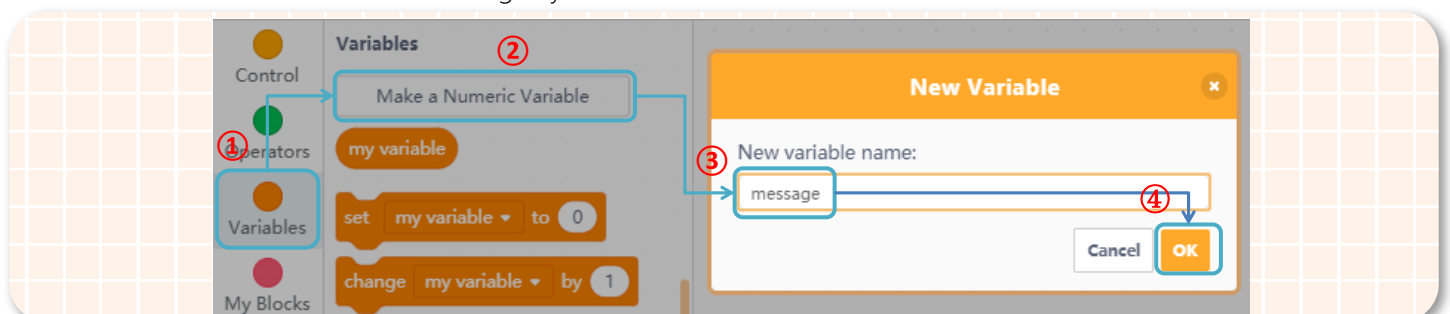 Control
Operators
Variables
My Blocks
Variables
②
Make a Numeric Variable
①
my variable
set my variable to 0
change my variable by 1
New Variable
③
New variable name:
message
④
Cancel OK